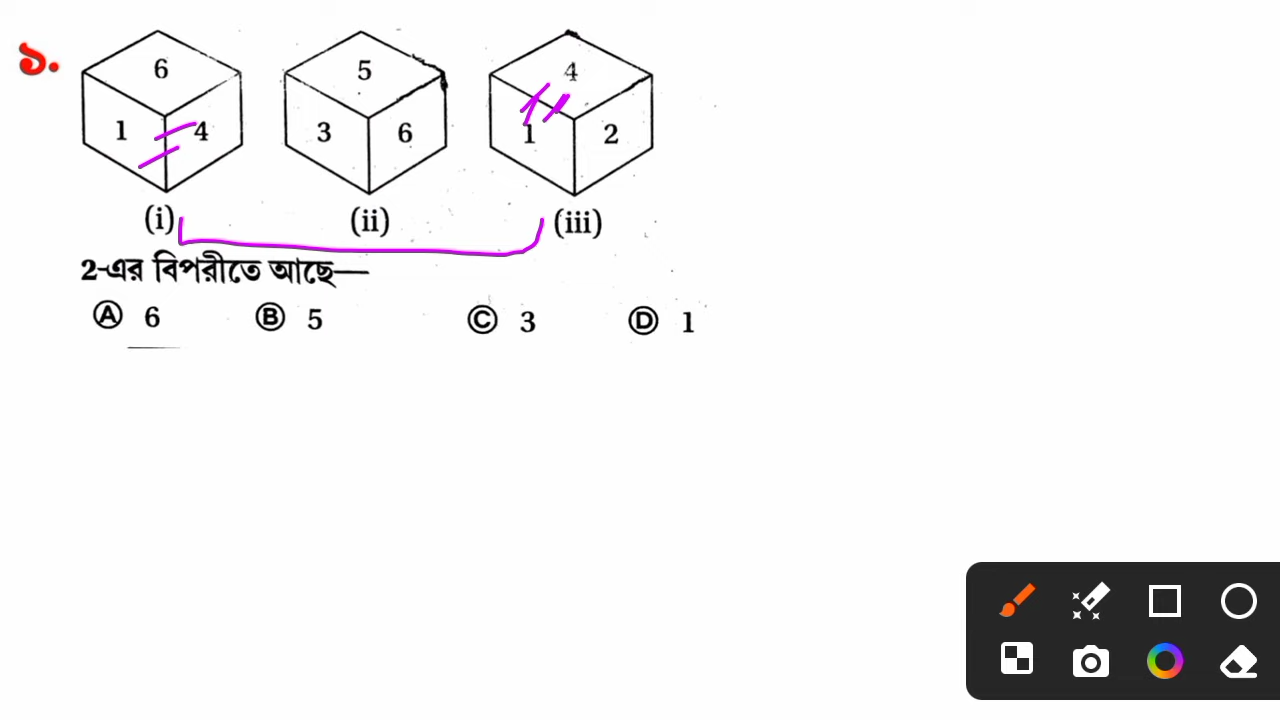 ১.
6 5 4
1 4 3 6 1 2
(i) (ii) (iii)
2-এর বিপরীতে আছে—
Ⓐ 6 Ⓑ 5 Ⓒ 3 Ⓓ 1